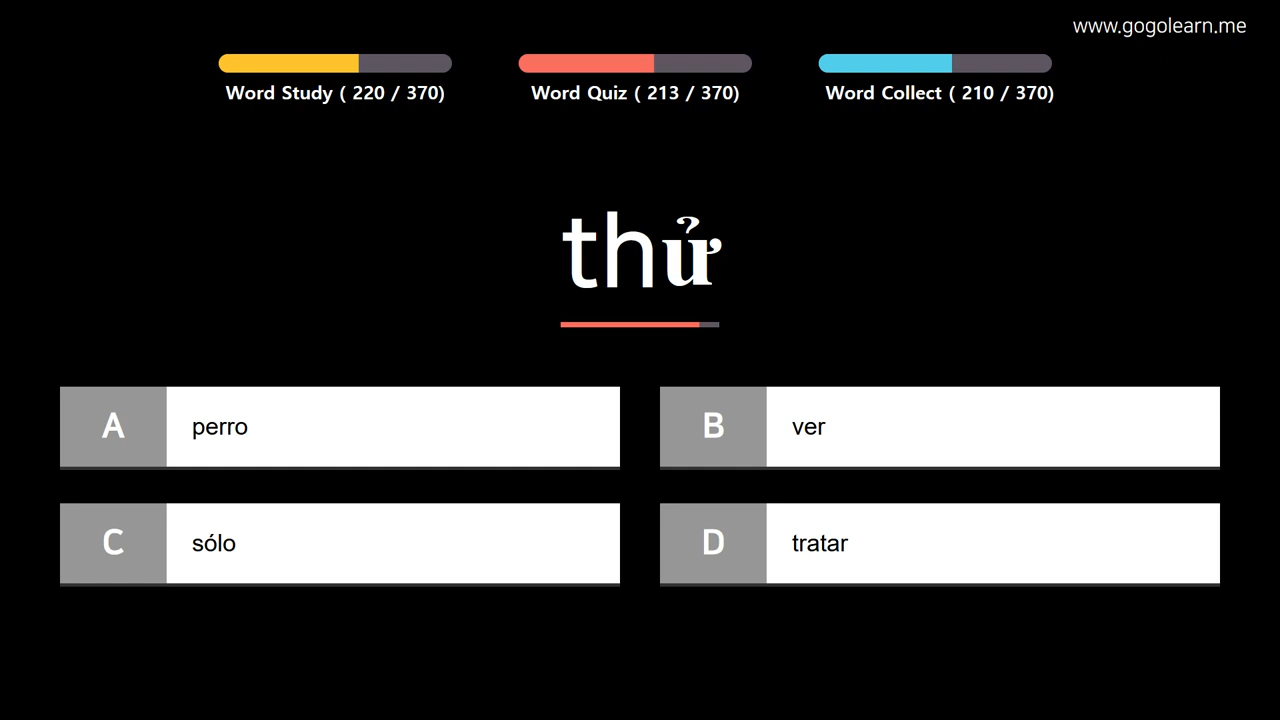 www.gogolearn.me
Word Study ( 220 / 370) Word Quiz ( 213 / 370) Word Collect ( 210 / 370)
thử
A perro
B ver
C sólo
D tratar